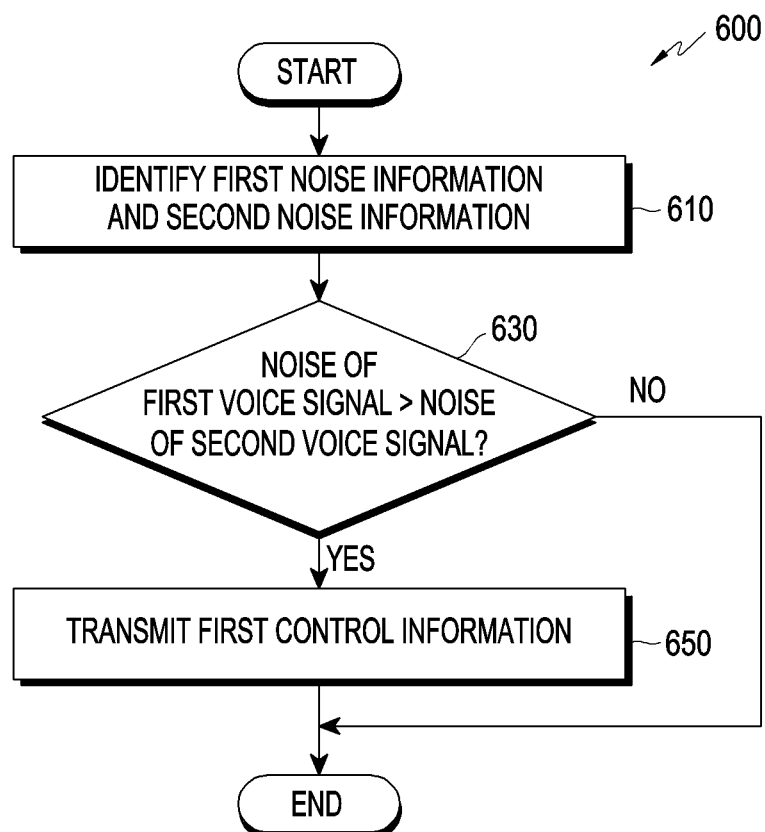 600
START
IDENTIFY FIRST NOISE INFORMATION
AND SECOND NOISE INFORMATION
610
630
NOISE OF
FIRST VOICE SIGNAL > NOISE
OF SECOND VOICE SIGNAL?
NO
YES
TRANSMIT FIRST CONTROL INFORMATION
650
END